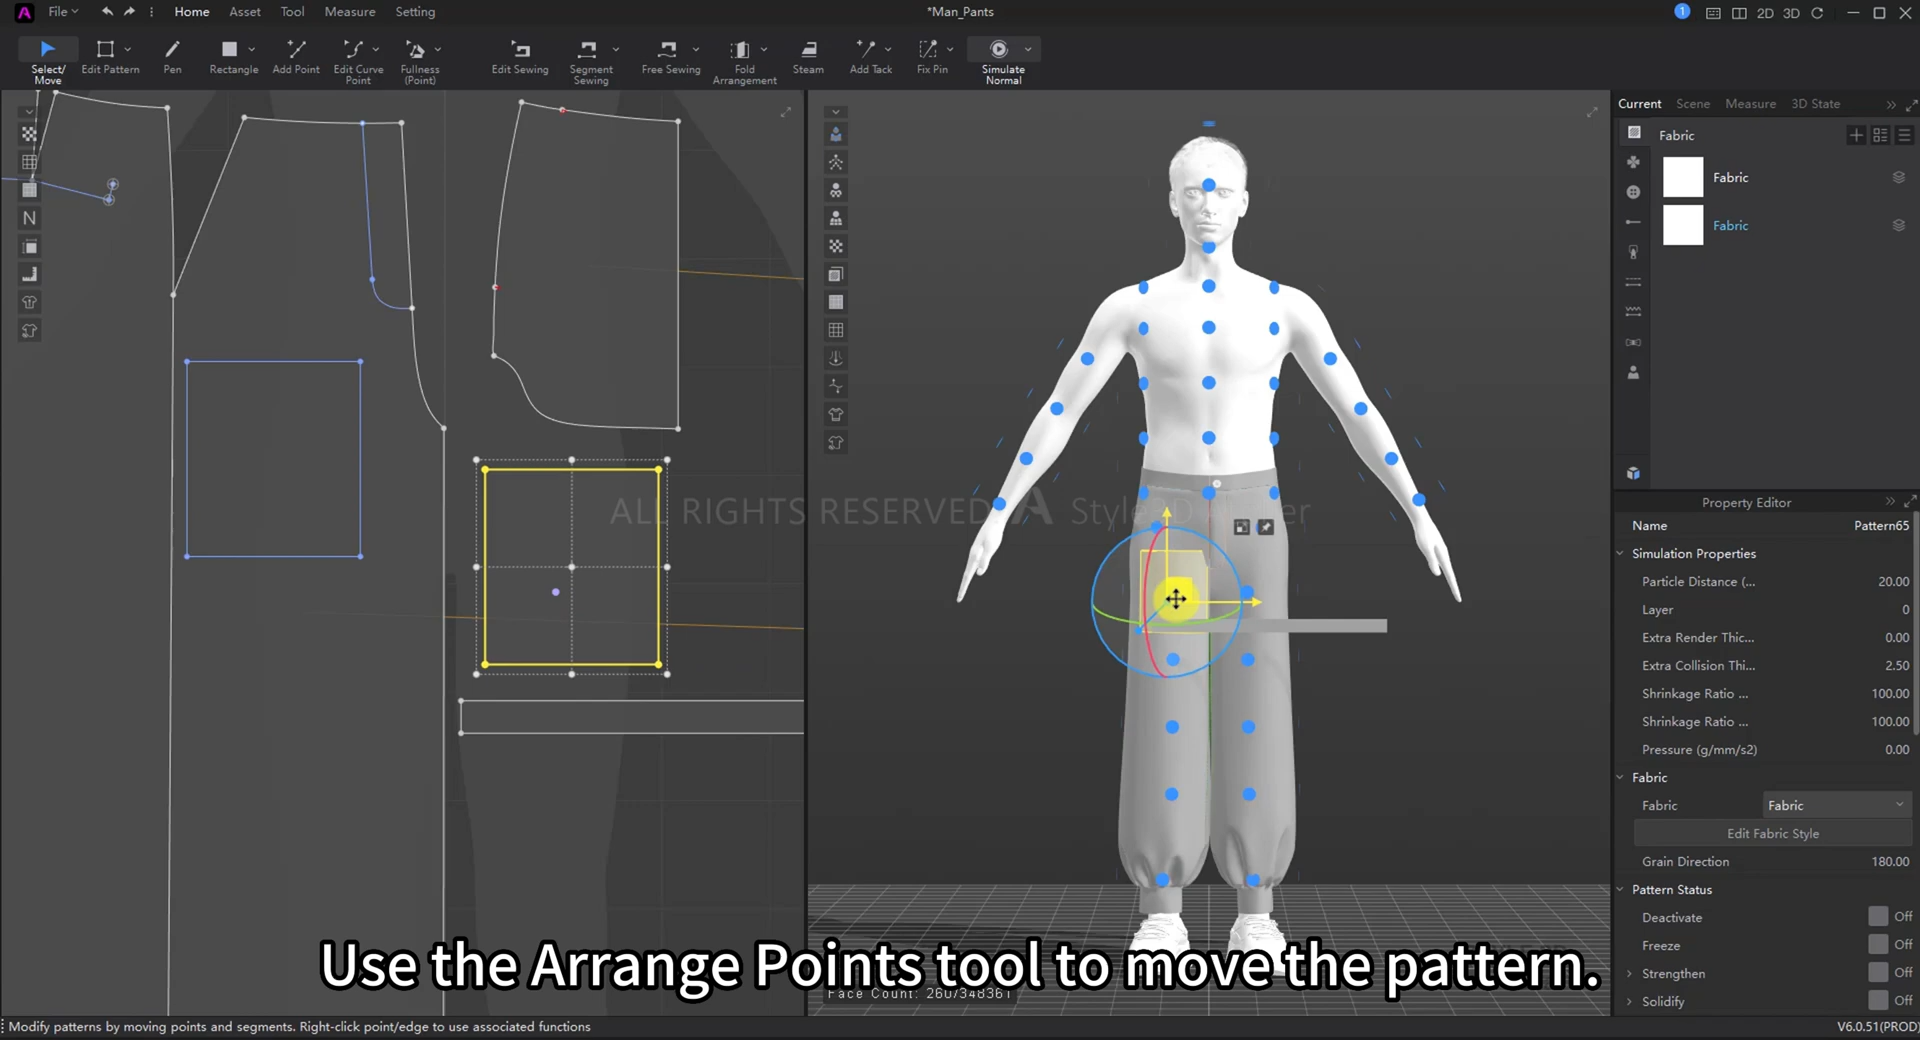 File
Home
Asset
Tool
Measure
Setting
*Man_Pants
1
2D
3D
Select/
Move
Edit Pattern
Pen
Rectangle
Add Point
Edit Curve
Point
Fullness
(Point)
Edit Sewing
Segment
Sewing
Free Sewing
Fold
Arrangement
Steam
Add Tack
Fix Pin
Simulate
Normal
N
ALL RIGHTS RESERVED
Current
Scene
Measure
3D State
Fabric
Fabric
Fabric
Property Editor
Name
Pattern65
Simulation Properties
Particle Distance (...
20.00
Layer
0
Extra Render Thic...
0.00
Extra Collision Thi...
2.50
Shrinkage Ratio ...
100.00
Shrinkage Ratio ...
100.00
Pressure (g/mm/s2)
0.00
Fabric
Fabric
Fabric
Edit Fabric Style
Grain Direction
180.00
Pattern Status
Deactivate
Off
Freeze
Off
Strengthen
Off
Solidify
Off
Use the Arrange Points tool to move the pattern.
Face Count:
Modify patterns by moving points and segments. Right-click point/edge to use associated functions
V6.0.51(PROD)